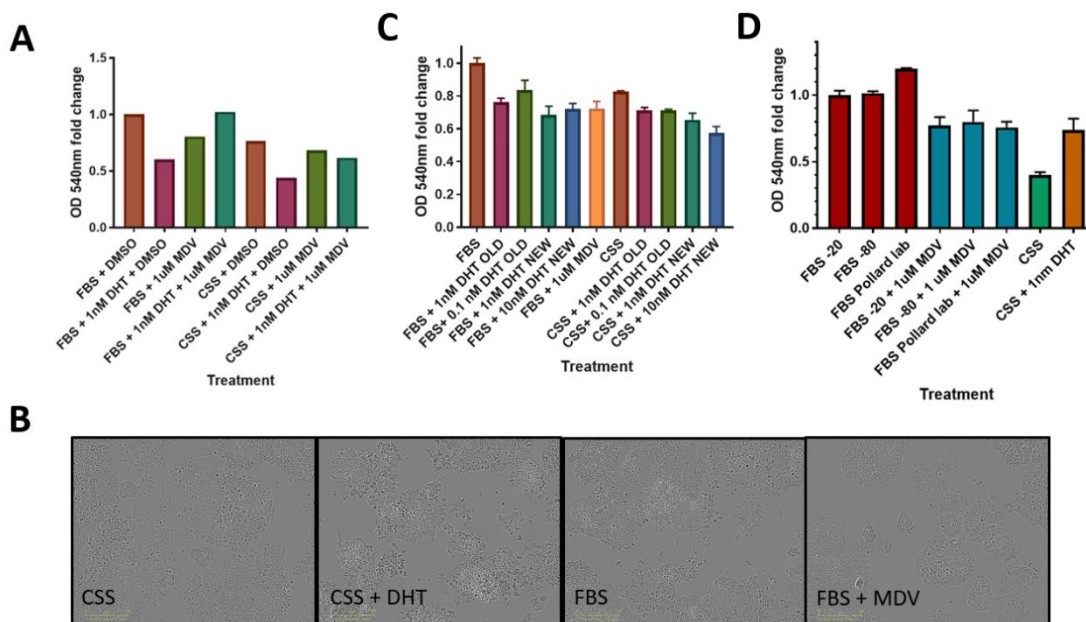 A
OD 540nm fold change
1.5
1.0
0.5
0.0
FBS + DMSO
FBS + 1nM DHT + DMSO
FBS + 1uM MDV
FBS + 1nM DHT + 1uM MDV
CSS + DMSO
CSS + 1nM DHT + DMSO
CSS + 1uM MDV
CSS + 1nM DHT + 1uM MDV
Treatment
C
OD 540nm fold change
1.0
0.8
0.6
0.4
0.2
0.0
FBS
FBS + 1nM DHT OLD
FBS+ 0.1 nM DHT OLD
FBS + 1nM DHT NEW
FBS + 10nM DHT NEW
FBS + 1uM MDV
CSS
CSS + 1nM DHT OLD
CSS+ 0.1 nM DHT OLD
CSS + 1nM DHT NEW
CSS + 10nM DHT NEW
Treatment
D
OD 540nm fold change
1.0
0.5
0.0
FBS -20
FBS -80
FBS Pollard lab
FBS -20 + 1uM MDV
FBS -80 + 1 uM MDV
FBS Pollard lab + 1uM MDV
CSS
CSS + 1nm DHT
Treatment
B
CSS
CSS + DHT
FBS
FBS + MDV